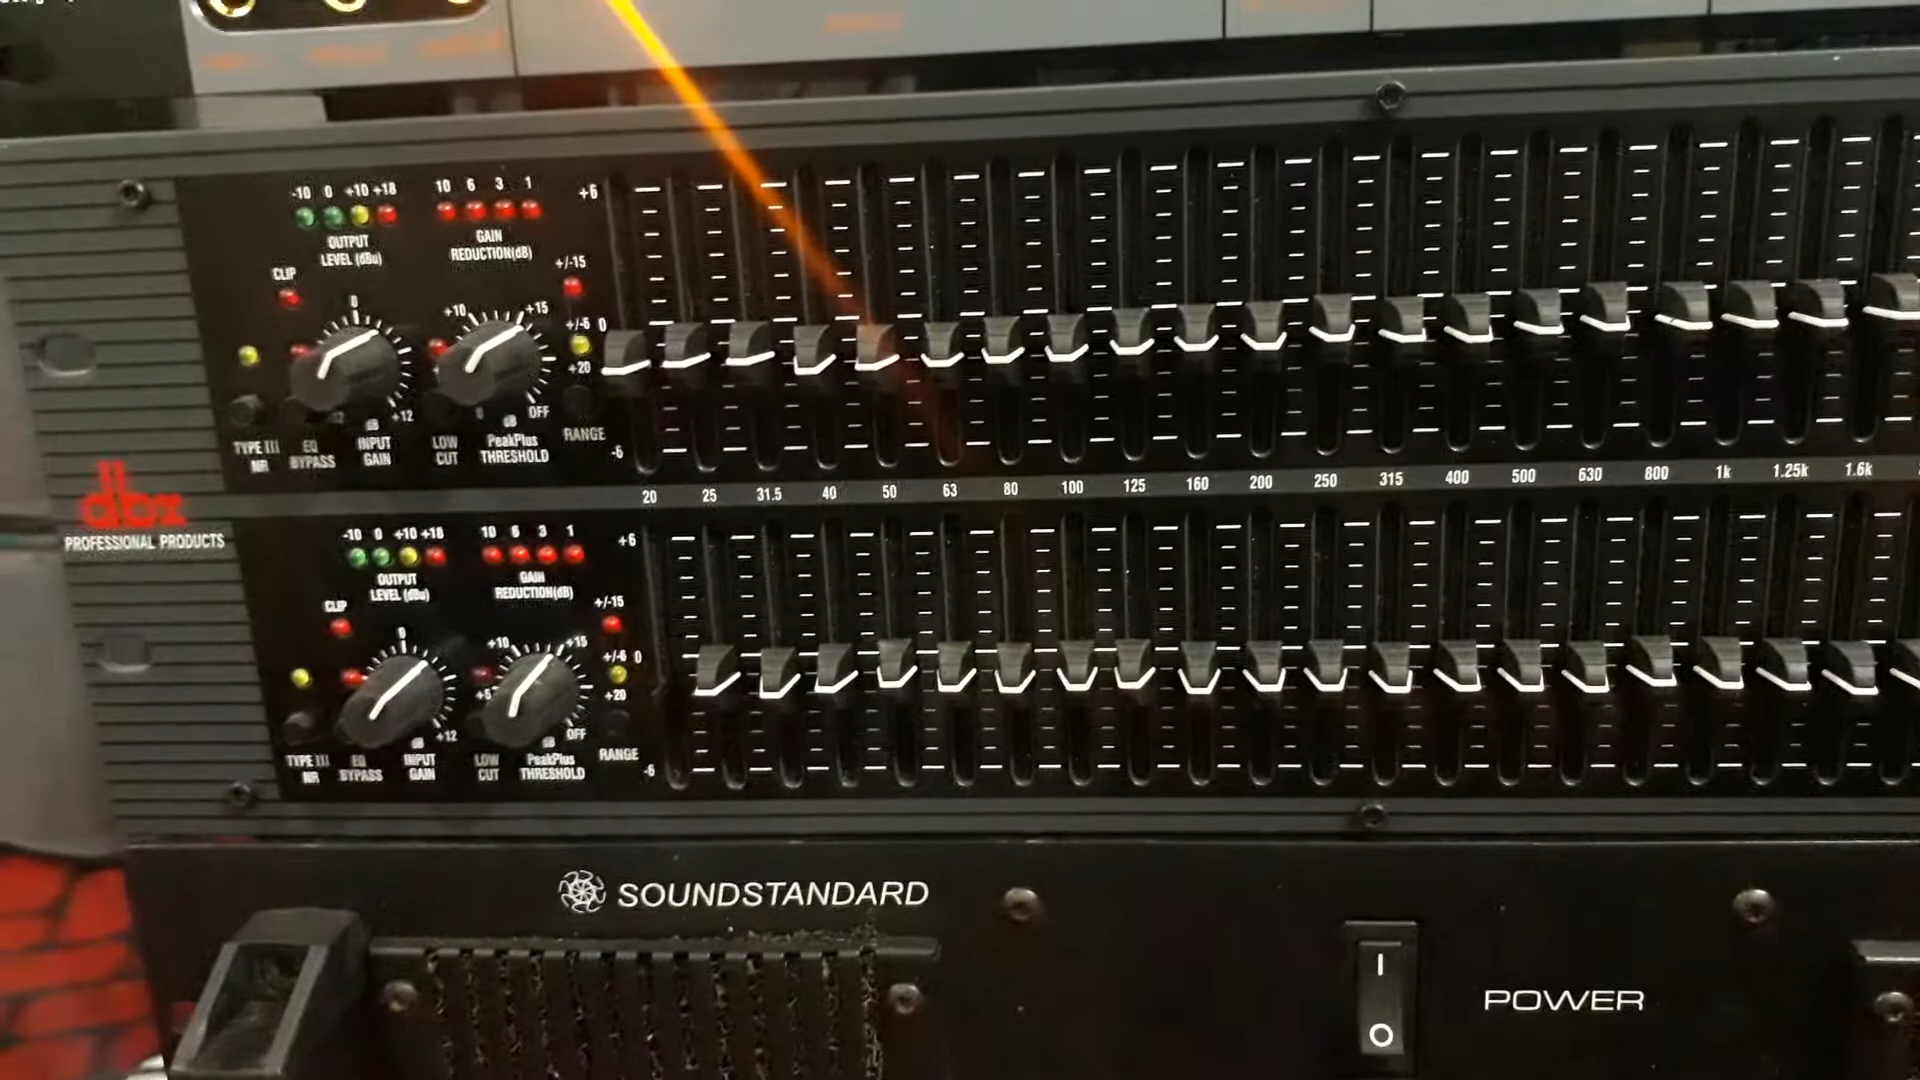 -10 0 +10 +18
10 6 3 1
OUTPUT
LEVEL (dBu)
GAIN
REDUCTION(dB)
+6
CLIP
+/-15
0
+10
+15
+/-6 0
+20
+12
0
OFF
dB
dB
TYPE III
NR
EQ
BYPASS
INPUT
GAIN
LOW
CUT
PeakPlus
THRESHOLD
RANGE
-6
20 25 31.5 40 50 63 80 100 125 160 200 250 315 400 500 630 800 1k 1.25k 1.6k
dbx
PROFESSIONAL PRODUCTS
-10 0 +10 +18
10 6 3 1
+6
OUTPUT
LEVEL (dBu)
GAIN
REDUCTION(dB)
CLIP
+/-15
0
+10
+15
+/-6 0
+5
+20
+12
OFF
dB
dB
TYPE III
NR
EQ
BYPASS
INPUT
GAIN
LOW
CUT
PeakPlus
THRESHOLD
RANGE
-6
SOUNDSTANDARD
I
POWER
O